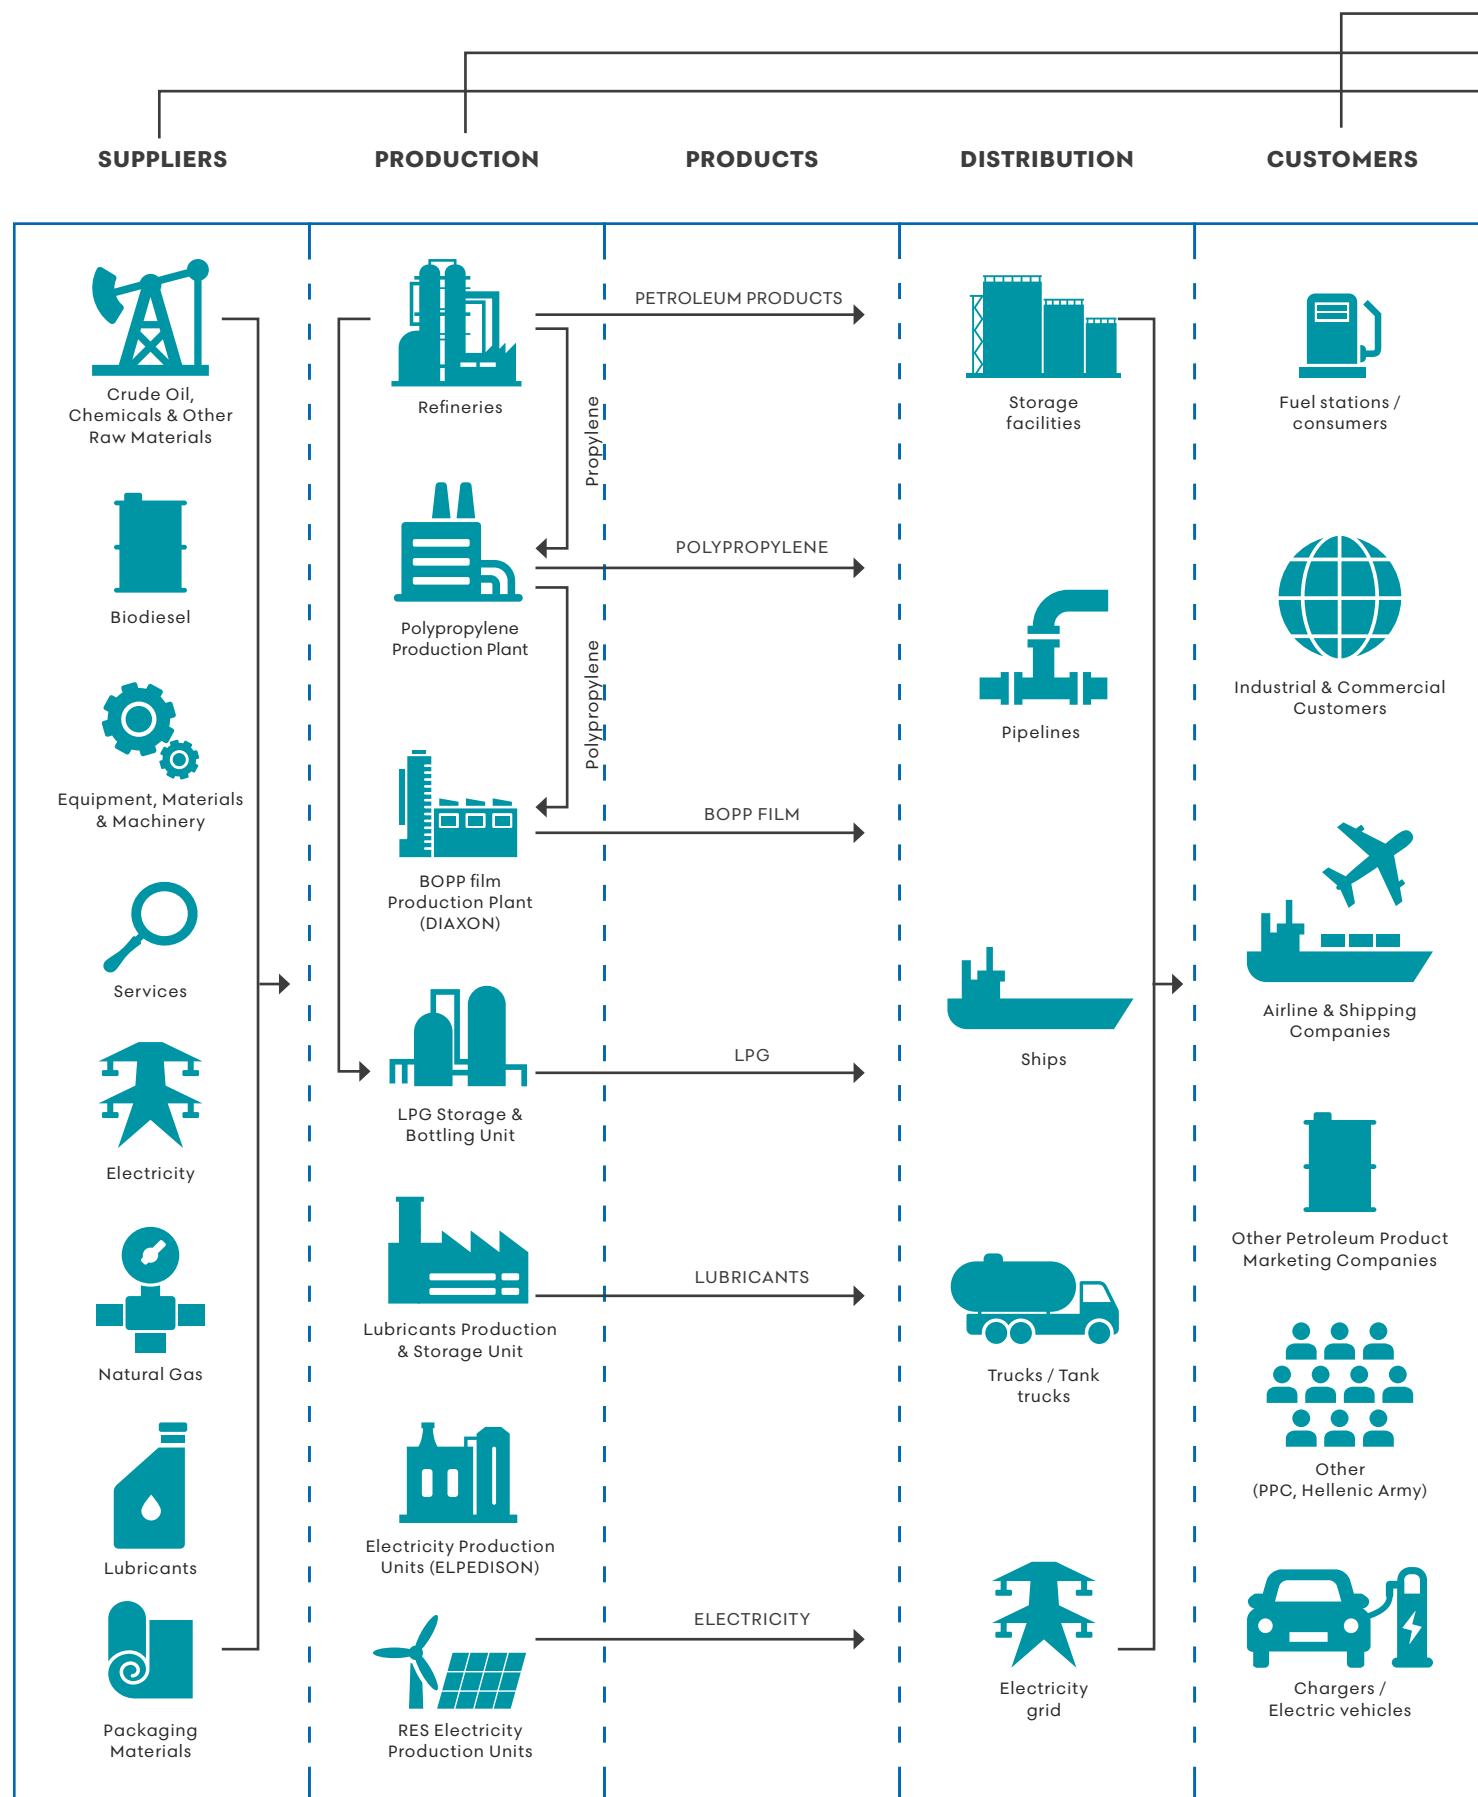 SUPPLIERS
PRODUCTION
PRODUCTS
DISTRIBUTION
CUSTOMERS
Crude Oil,
Chemicals & Other
Raw Materials
Biodiesel
Equipment, Materials
& Machinery
Services
Electricity
Natural Gas
Lubricants
Packaging
Materials
Refineries
Propylene
Polypropylene
Production Plant
Polypropylene
BOPP film
Production Plant
(DIAXON)
LPG Storage &
Bottling Unit
Lubricants Production
& Storage Unit
Electricity Production
Units (ELPEDISON)
RES Electricity
Production Units
PETROLEUM PRODUCTS
POLYPROPYLENE
BOPP FILM
LPG
LUBRICANTS
ELECTRICITY
Storage
facilities
Pipelines
Ships
Trucks / Tank
trucks
Electricity
grid
Fuel stations /
consumers
Industrial & Commercial
Customers
Airline & Shipping
Companies
Other Petroleum Product
Marketing Companies
Other
(PPC, Hellenic Army)
Chargers /
Electric vehicles